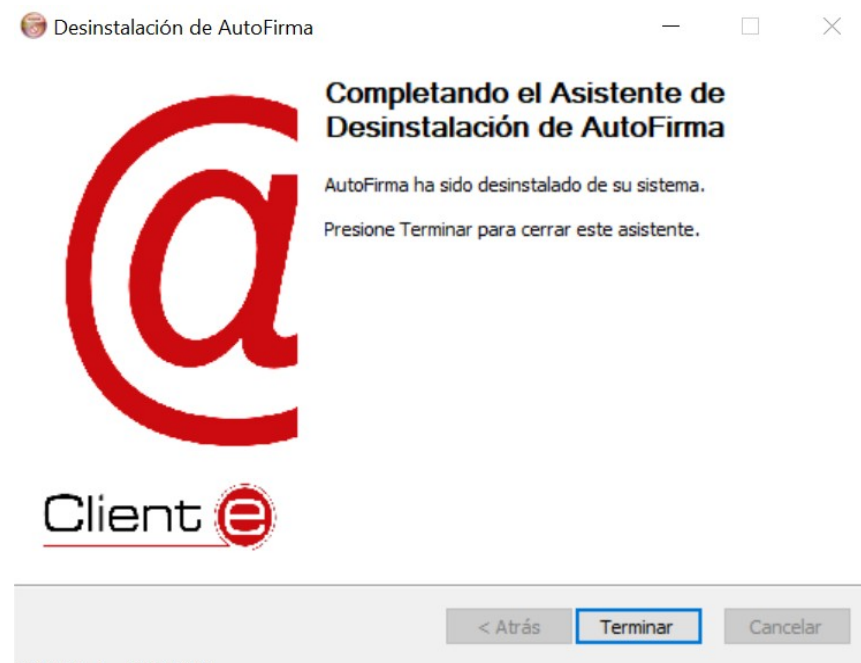 Desinstalación de AutoFirma
Completando el Asistente de
Desinstalación de AutoFirma
AutoFirma ha sido desinstalado de su sistema.
Presione Terminar para cerrar este asistente.
@
Client e
< Atrás Terminar Cancelar